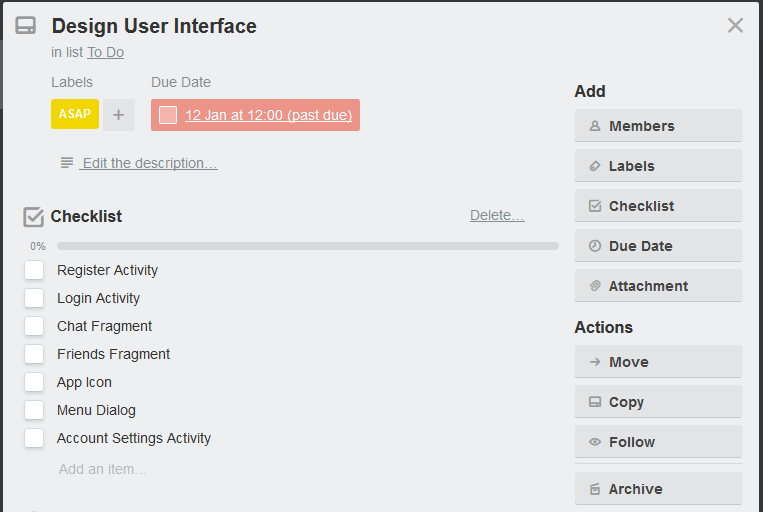 Design User Interface
in list To Do
Labels
Due Date
ASAP +
12 Jan at 12:00 (past due)
Edit the description…
Checklist
Delete…
0%
Register Activity
Login Activity
Chat Fragment
Friends Fragment
App Icon
Menu Dialog
Account Settings Activity
Add an item…
Add
Members
Labels
Checklist
Due Date
Attachment
Actions
Move
Copy
Follow
Archive